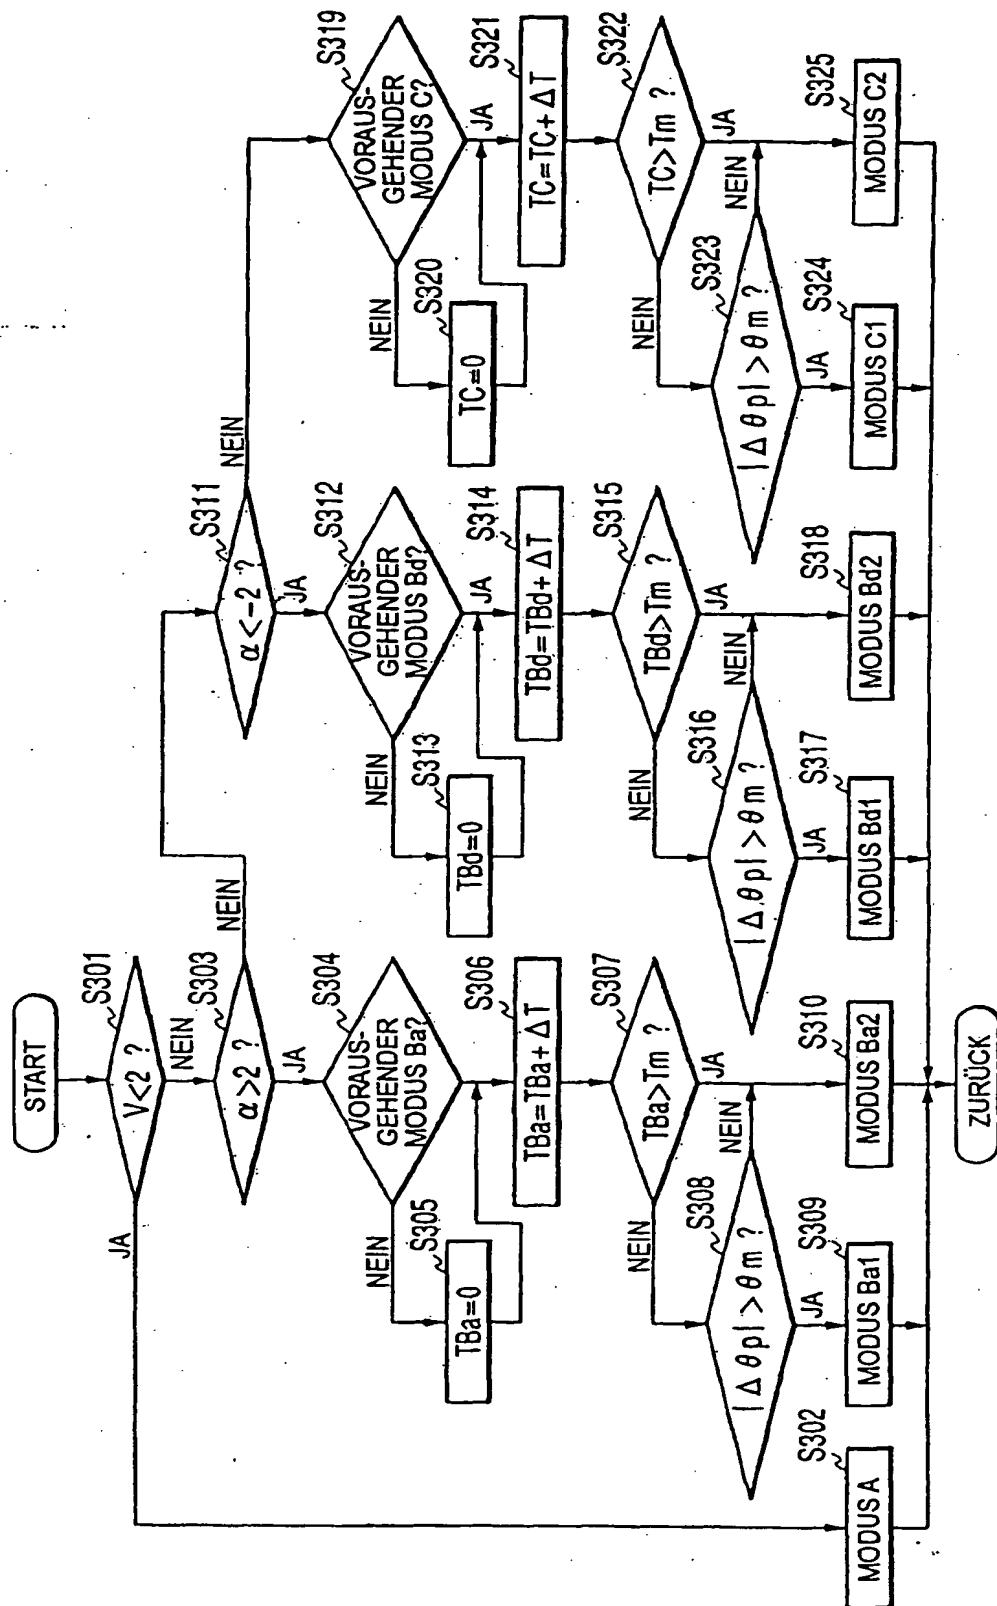 START
S301
V<2 ?
JA
NEIN
S303
α>2 ?
NEIN
JA
S304
VORAUS-
GEHENDER
MODUS Ba?
NEIN
JA
S305
TBa=0
S306
TBa=TBa+ΔT
S307
TBa>Tm ?
NEIN
JA
S308
|Δθp|>θm ?
NEIN
JA
S302
MODUS A
S309
MODUS Ba1
S310
MODUS Ba2
S311
α<-2 ?
NEIN
JA
S312
VORAUS-
GEHENDER
MODUS Bd?
NEIN
JA
S313
TBd=0
S314
TBd=TBd+ΔT
S315
TBd>Tm ?
NEIN
JA
S316
|Δθp|>θm ?
NEIN
JA
S317
MODUS Bd1
S318
MODUS Bd2
S319
VORAUS-
GEHENDER
MODUS C?
NEIN
JA
S320
TC=0
S321
TC=TC+ΔT
S322
TC>Tm ?
NEIN
JA
S323
|Δθp|>θm ?
NEIN
JA
S324
MODUS C1
S325
MODUS C2
ZURÜCK